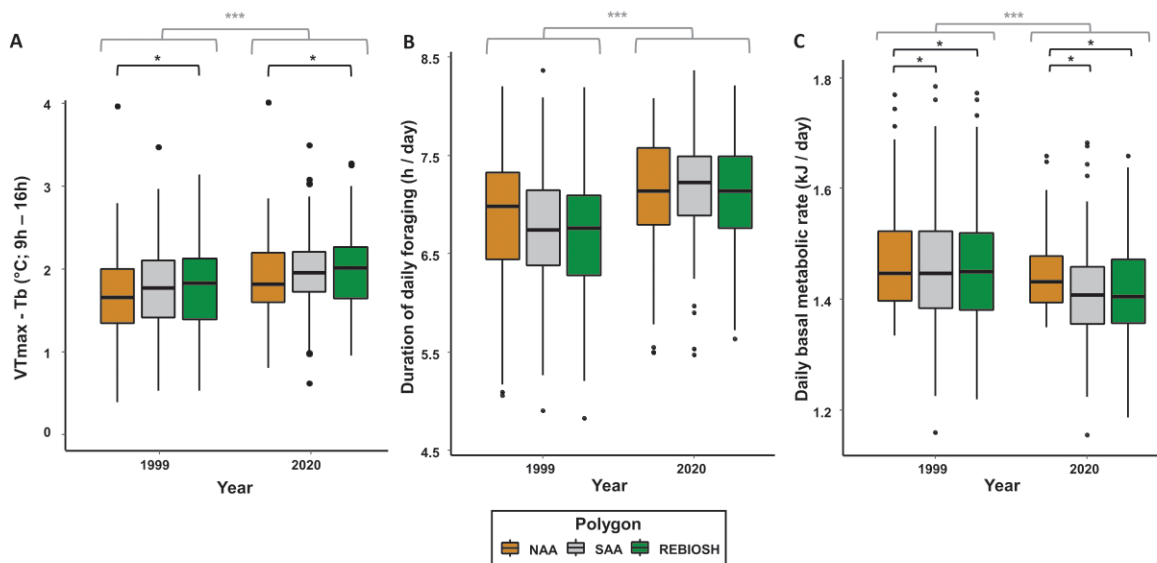 A
***
*
*
VTmax - Tb (°C; 9h – 16h)
4
3
2
1
0
1999
2020
Year
B
***
Duration of daily foraging (h / day)
8.5
7.5
6.5
5.5
4.5
1999
2020
Year
C
***
*
*
*
*
Daily basal metabolic rate (kJ / day)
1.8
1.6
1.4
1.2
1999
2020
Year
Polygon
NAA SAA REBIOSH